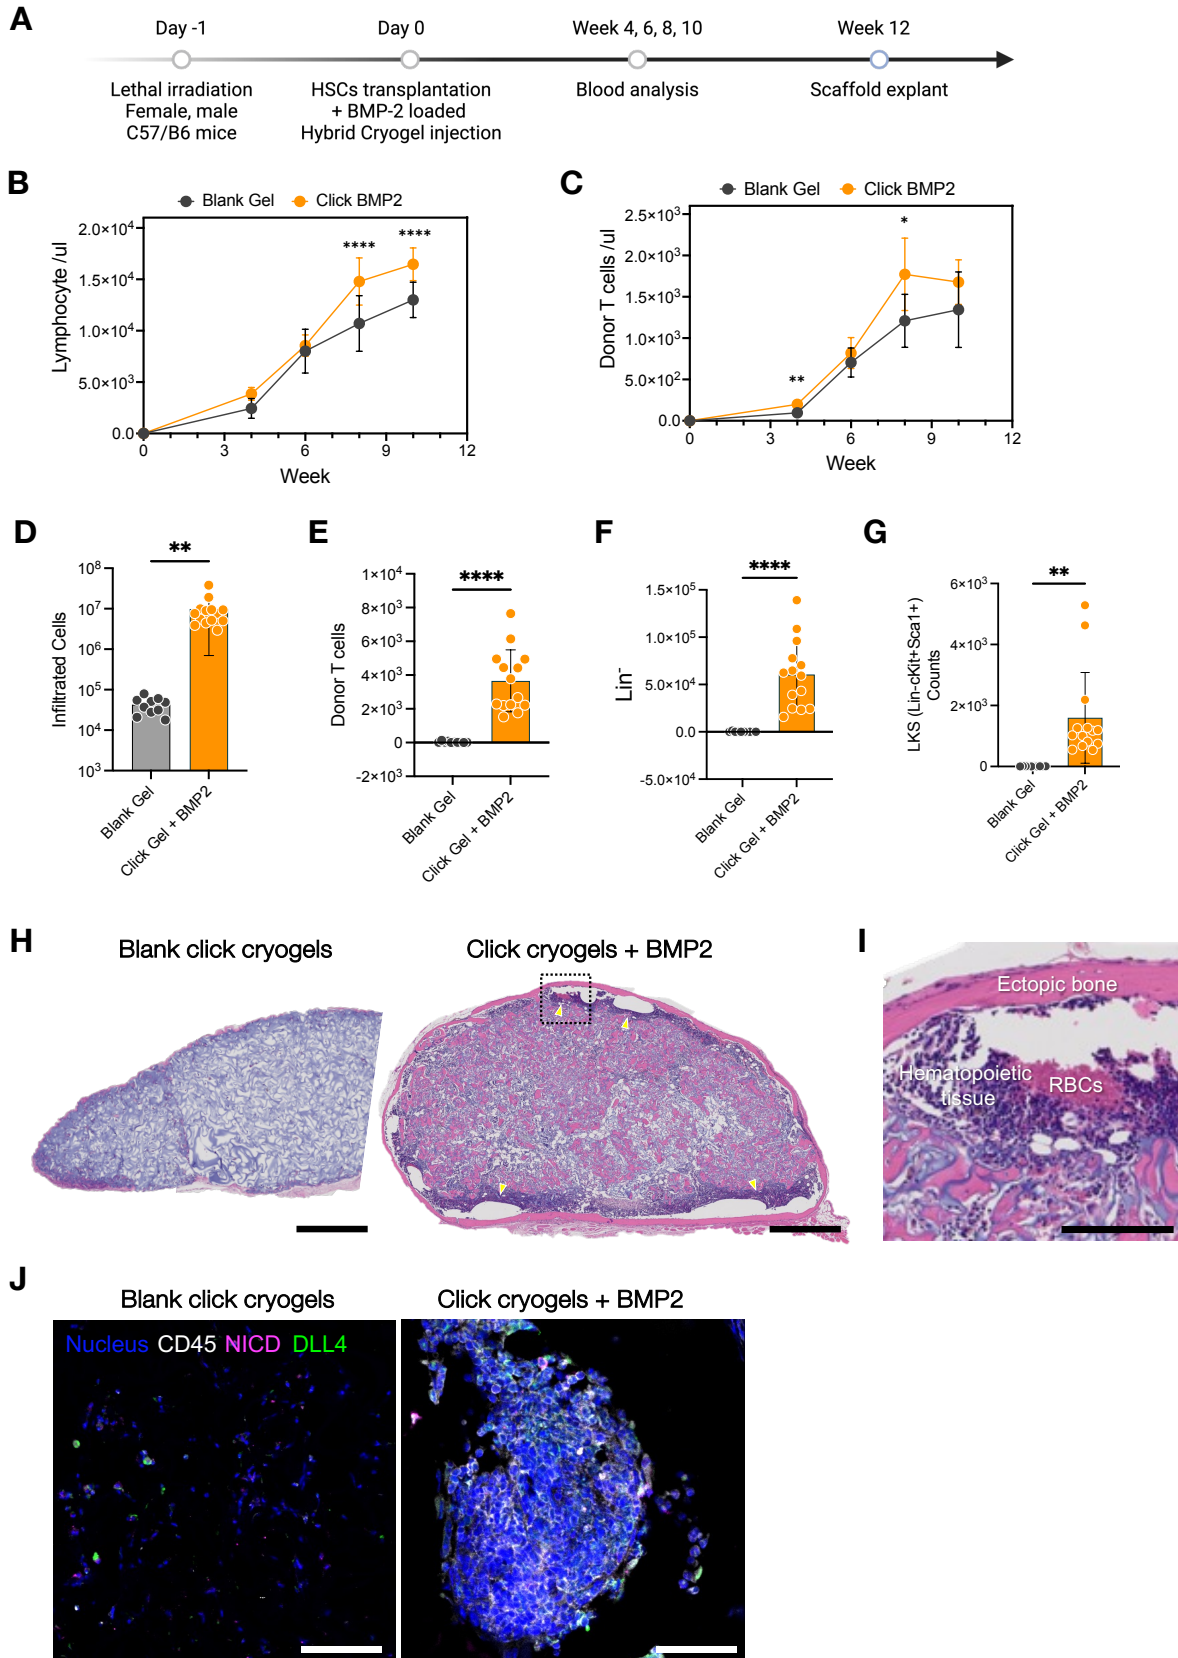 A
Day -1
Day 0
Week 4, 6, 8, 10
Week 12
Lethal irradiation
Female, male
C57/B6 mice
HSCs transplantation
+ BMP-2 loaded
Hybrid Cryogel injection
Blood analysis
Scaffold explant
B
Blank Gel
Click BMP2
Lymphocyte /ul
2.0×10⁴
1.5×10⁴
1.0×10⁴
5.0×10³
0.0
****
****
0
3
6
9
12
Week
C
Blank Gel
Click BMP2
Donor T cells /ul
2.5×10³
2.0×10³
1.5×10³
1.0×10³
5.0×10²
0.0
**
*
0
3
6
9
12
Week
D
**
Infiltrated Cells
10⁸
10⁷
10⁶
10⁵
10⁴
10³
Blank Gel
Click Gel + BMP2
E
****
Donor T cells
1×10⁴
8×10³
6×10³
4×10³
2×10³
0
-2×10³
Blank Gel
Click Gel + BMP2
F
****
Lin⁻
1.5×10⁵
1.0×10⁵
5.0×10⁴
0.0
-5.0×10⁴
Blank Gel
Click Gel + BMP2
G
**
LKS (Lin-cKit+Sca1+)
Counts
6×10³
4×10³
2×10³
0
Blank Gel
Click Gel + BMP2
H
Blank click cryogels
Click cryogels + BMP2
I
Ectopic bone
Hematopoietic
tissue
RBCs
J
Blank click cryogels
Click cryogels + BMP2
Nucleus CD45 NICD DLL4